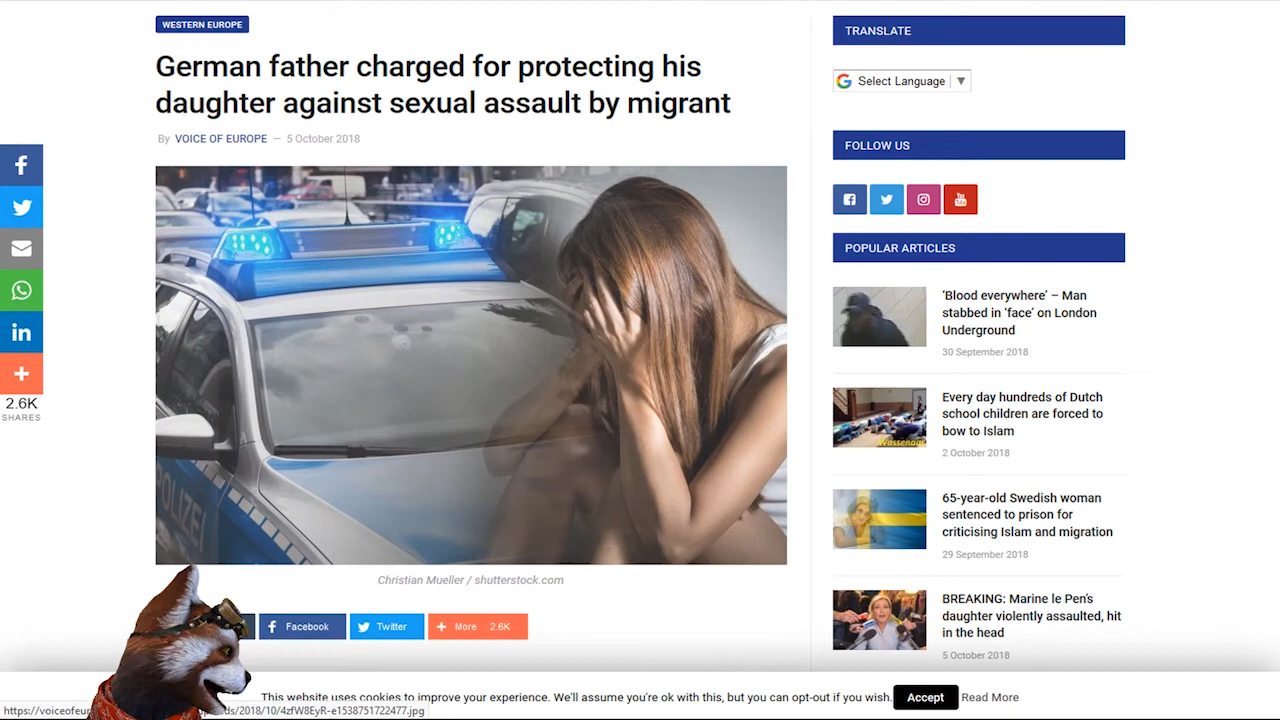 WESTERN EUROPE
German father charged for protecting his
daughter against sexual assault by migrant
By VOICE OF EUROPE — 5 October 2018
2.6K
SHARES
POLIZEI
Christian Mueller / shutterstock.com
Facebook
Twitter
More 2.6K
TRANSLATE
Select Language
FOLLOW US
You
POPULAR ARTICLES
‘Blood everywhere’ – Man
stabbed in ‘face’ on London
Underground
30 September 2018
Every day hundreds of Dutch
school children are forced to
bow to Islam
2 October 2018
Wassenaar
65-year-old Swedish woman
sentenced to prison for
criticising Islam and migration
29 September 2018
BREAKING: Marine le Pen’s
daughter violently assaulted, hit
in the head
5 October 2018
This website uses cookies to improve your experience. We'll assume you're ok with this, but you can opt-out if you wish. Accept Read More
https://voiceofeur ads/2018/10/4zfW8EyR-e1538751722477.jpg